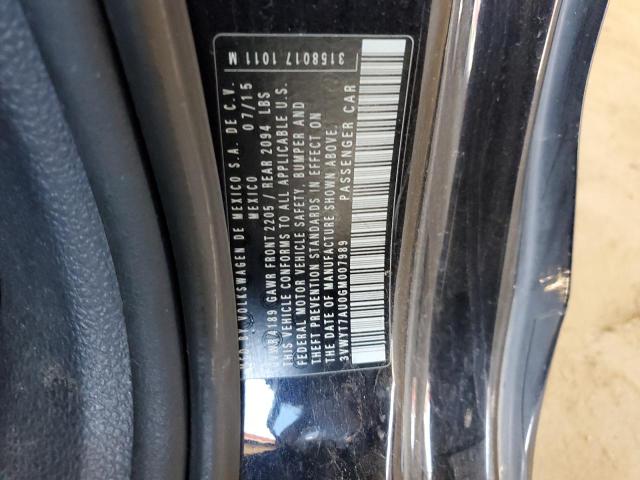 MFD BY VOLKSWAGEN DE MEXICO S.A. DE C.V.
MEXICO 07/15
GVWR 4189 GAWR FRONT 2205 / REAR 2094 LBS
THIS VEHICLE CONFORMS TO ALL APPLICABLE U.S.
FEDERAL MOTOR VEHICLE SAFETY, BUMPER AND
THEFT PREVENTION STANDARDS IN EFFECT ON
THE DATE OF MANUFACTURE SHOWN ABOVE.
3VWYT7AU0GM007989 PASSENGER CAR
3158017 1011 M